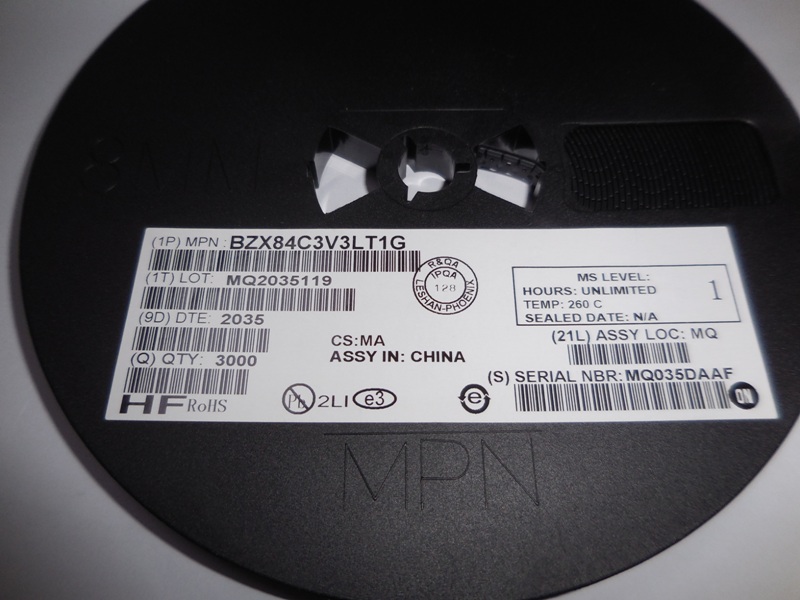 (1P) MPN : BZX84C3V3LT1G
(1T) LOT: MQ2035119
(9D) DTE: 2035
(Q) QTY: 3000
HF RoHS
R&QA
IPQA
128
LESHAN-PHOENIX
CS:MA
ASSY IN: CHINA
Pb 2LI e3
e
MS LEVEL: 1
HOURS: UNLIMITED
TEMP: 260 C
SEALED DATE: N/A
(21L) ASSY LOC: MQ
(S) SERIAL NBR: MQ035DAAF
ON
MPN